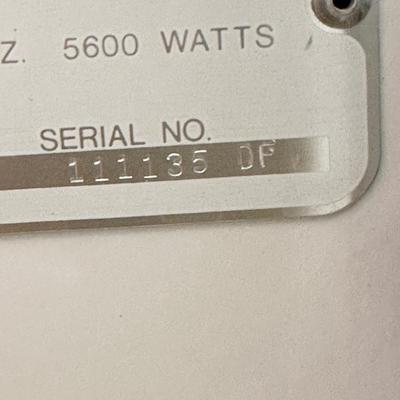 Z. 5600 WATTS
SERIAL NO.
111135 DF